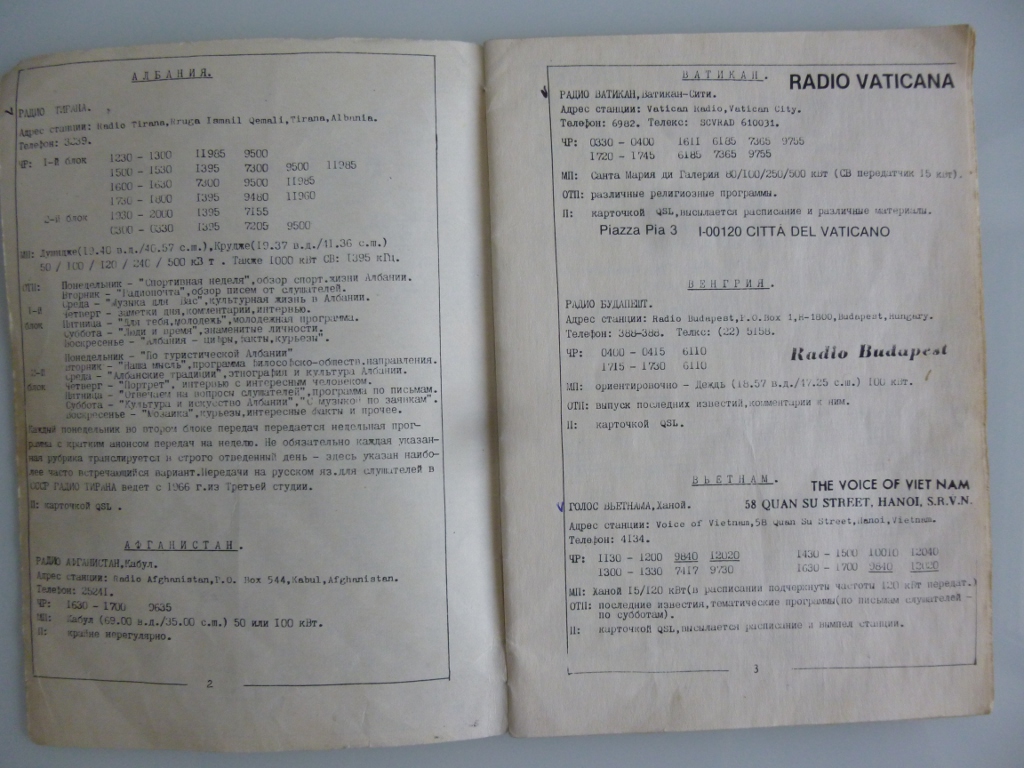 АЛБАНИЯ.
РАДИО ТИРАНА.
Адрес станции: Radio Tirana, Rruga Ismail Qemali, Tirana, Albania.
Телефон: 3239.
ЧР: 1-й блок 1230 - 1300 11985 9500
1500 - 1530 1395 7300 9500 11985
1600 - 1630 7300 9500 11985
1730 - 1800 1395 9480 11960
2-й блок 1930 - 2000 1395 7155
0300 - 0330 1395 7205 9500
МП: Лушндже(19.40 в.д./40.57 с.ш.), Крудже(19.37 в.д./41.36 с.ш.)
50 / 100 / 120 / 240 / 500 кВт. Также 1000 кВт СВ: 1395 кГц.
ОТП: Понедельник - "Спортивная неделя", обзор спорт.жизни Албании.
Вторник - "Радиопочта", обзор писем от слушателей.
1-й Среда - "Музыка для Вас", культурная жизнь в Албании.
Четверг - заметки дня, комментарии, интервью.
блок Пятница - "Для тебя, молодежь", молодежная программа.
Суббота - "Люди и время", знаменитые личности.
Воскресенье - "Албания - цифры, факты, курьезы".
Понедельник - "По туристической Албании"
Вторник - "Наша мысль", программа философско-обществ.направления.
2-й Среда - "Албанские традиции", этнография и культура Албании.
блок Четверг - "Портрет", интервью с интересным человеком.
Пятница - "Отвечаем на вопросы слушателей", программа по письмам.
Суббота - "Культура и искусство Албании", "С музыкой по заявкам".
Воскресенье - "Мозаика", курьезы, интересные факты и прочее.
Каждый понедельник во втором блоке передач передается недельная прог-
рамма с кратким анонсом передач на неделю. Не обязательно каждая указан-
ная рубрика транслируется в строго отведенный день - здесь указан наибо-
лее часто встречающийся вариант. Передачи на русском яз. для слушателей в
СССР РАДИО ТИРАНА ведет с 1966 г. из Третьей студии.
П: карточкой QSL.
АФГАНИСТАН.
РАДИО АФГАНИСТАН, Кабул.
Адрес станции: Radio Afghanistan, P.O. Box 544, Kabul, Afghanistan.
Телефон: 25241.
ЧР: 1630 - 1700 9635
МП: Кабул (69.00 в.д./35.00 с.ш.) 50 или 100 кВт.
П: крайне нерегулярно.
2
ВАТИКАН. RADIO VATICANA
РАДИО ВАТИКАН, Ватикан-Сити.
Адрес станции: Vatican Radio, Vatican City.
Телефон: 6982. Телекс: SCVRAD 610031.
ЧР: 0330 - 0400 1611 6185 7365 9755
1720 - 1745 6185 7365 9755
МП: Санта Мария ди Галерия 80/100/250/500 квт (СВ передатчик 15 квт).
ОТП: различные религиозные программы.
П: карточкой QSL, высылается расписание и различные материалы.
Piazza Pia 3 I-00120 CITTÀ DEL VATICANO
ВЕНГРИЯ.
РАДИО БУДАПЕШТ.
Адрес станции: Radio Budapest, P.O.Box 1, H-1800, Budapest, Hungary.
Телефон: 388-388. Телкс: (22) 5158.
ЧР: 0400 - 0415 6110
1715 - 1730 6110
Radio Budapest
МП: ориентировочно - Деждь (18.57 в.д./47.25 с.ш.) 100 квт.
ОТП: выпуск последних известий, комментарии к ним.
П: карточкой QSL.
ВЬЕТНАМ. THE VOICE OF VIET NAM
58 QUAN SU STREET, HANOI, S.R.V.N.
ГОЛОС ВЬЕТНАМА, Ханой.
Адрес станции: Voice of Vietnam, 58 Quan Su Street, Hanoi, Vietnam.
Телефон: 4134.
ЧР: 1130 - 1200 9840 12020 1430 - 1500 10010 12040
1300 - 1330 7417 9730 1630 - 1700 9840 12020
МП: Ханой 15/120 кВт(в расписании подчеркнуты частоты 120 кВт передат.)
ОТП: последние известия, тематические программы(по письмам слушателей -
по субботам).
П: карточкой QSL, высылается расписание и вымпел станции.
3